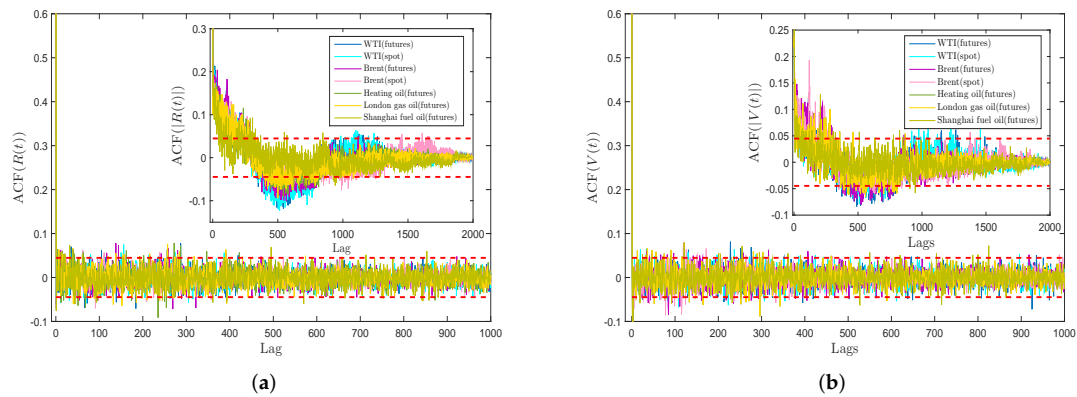 0.6
0.5
0.4
0.3
0.2
0.1
0
-0.1
ACF(R(t))
0 100 200 300 400 500 600 700 800 900 1000
Lag
0.3
0.2
0.1
0
-0.1
ACF(|R(t)|)
0 500 1000 1500 2000
Lag
WTI(futures)
WTI(spot)
Brent(futures)
Brent(spot)
Heating oil(futures)
London gas oil(futures)
Shanghai fuel oil(futures)
(a)
0.6
0.5
0.4
0.3
0.2
0.1
0
-0.1
ACF(V(t))
0 100 200 300 400 500 600 700 800 900 1000
Lags
0.25
0.2
0.15
0.1
0.05
0.00
-0.05
-0.1
ACF(|V(t)|)
0 500 1000 1500 2000
Lags
WTI(futures)
WTI(spot)
Brent(futures)
Brent(spot)
Heating oil(futures)
London gas oil(futures)
Shanghai fuel oil(futures)
(b)